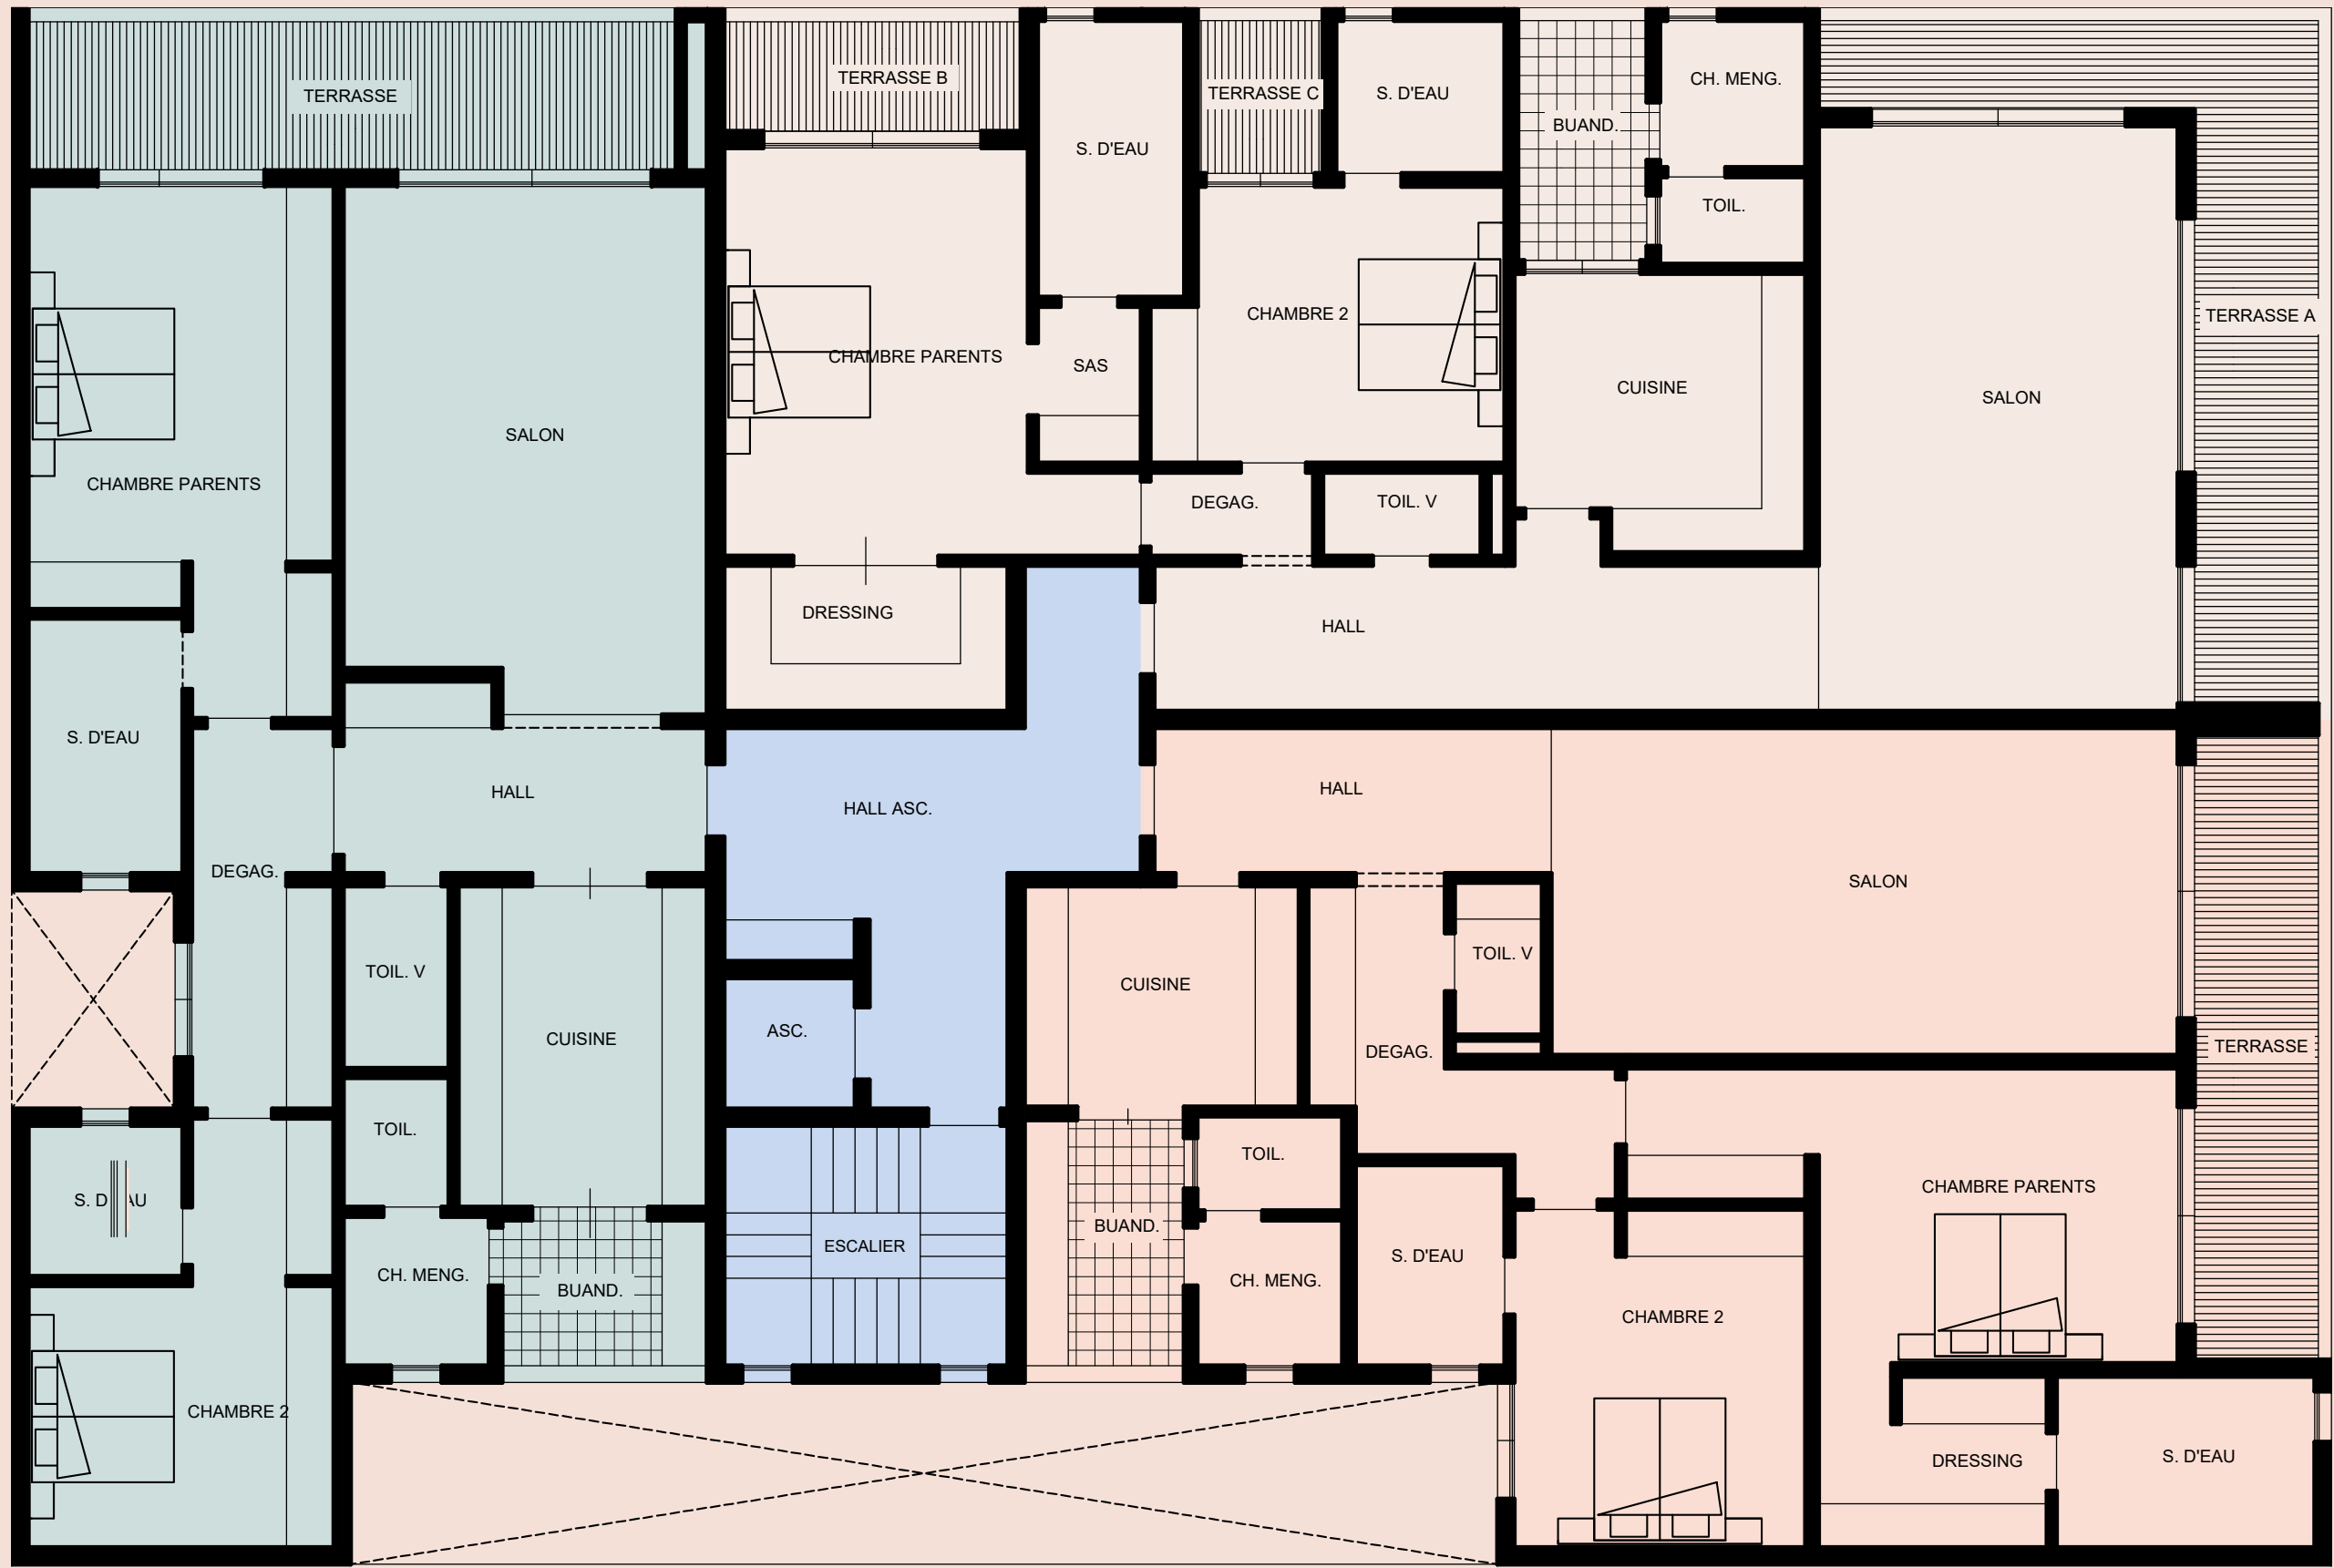 TERRASSE
TERRASSE B
S. D'EAU
TERRASSE C
S. D'EAU
BUAND.
CH. MENG.
TOIL.
TERRASSE A
CHAMBRE PARENTS
SALON
CHAMBRE PARENTS
SAS
CHAMBRE 2
CUISINE
SALON
DEGAG.
TOIL. V
DRESSING
HALL
S. D'EAU
HALL
HALL ASC.
HALL
DEGAG.
SALON
TOIL. V
CUISINE
ASC.
CUISINE
TOIL. V
DEGAG.
TERRASSE
TOIL.
TOIL.
CHAMBRE PARENTS
S. D AU
CH. MENG.
BUAND.
ESCALIER
BUAND.
CH. MENG.
S. D'EAU
CHAMBRE 2
CHAMBRE 2
DRESSING
S. D'EAU